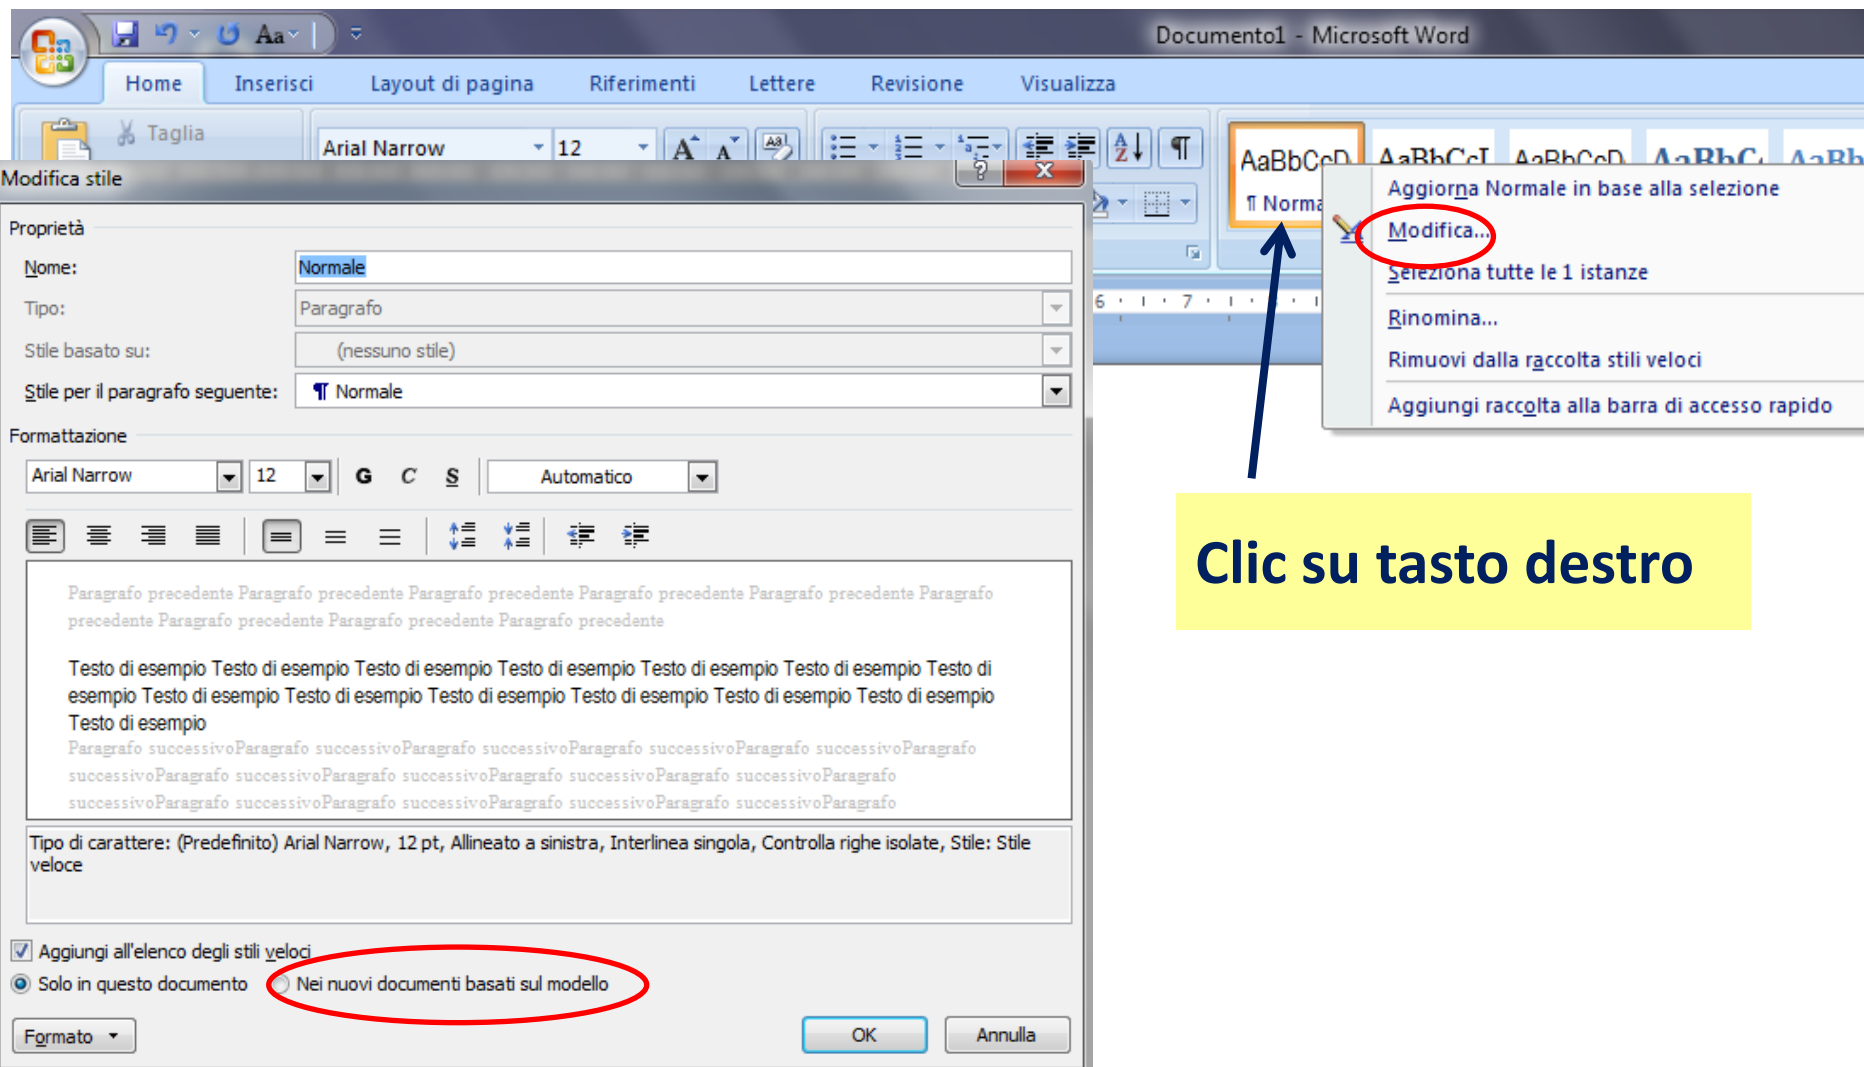 Documento1 - Microsoft Word
Aa
Home Inserisci Layout di pagina Riferimenti Lettere Revisione Visualizza
Taglia
Arial Narrow 12 A A Aa
AaBbCcD AaBbCcI AaBbCcD AaBbC AaBb
¶ Norma
Aggiorna Normale in base alla selezione
Modifica...
Seleziona tutte le 1 istanze
Rinomina...
Rimuovi dalla raccolta stili veloci
Aggiungi raccolta alla barra di accesso rapido
6 7
Clic su tasto destro
Modifica stile
Proprietà
Nome: Normale
Tipo: Paragrafo
Stile basato su: (nessuno stile)
Stile per il paragrafo seguente: ¶ Normale
Formattazione
Arial Narrow 12 G C S Automatico
Paragrafo precedente Paragrafo precedente Paragrafo precedente Paragrafo precedente Paragrafo precedente Paragrafo
precedente Paragrafo precedente Paragrafo precedente Paragrafo precedente
Testo di esempio Testo di esempio Testo di esempio Testo di esempio Testo di esempio Testo di esempio Testo di
esempio Testo di esempio Testo di esempio Testo di esempio Testo di esempio Testo di esempio Testo di esempio
Testo di esempio
Paragrafo successivoParagrafo successivoParagrafo successivoParagrafo successivoParagrafo successivoParagrafo
successivoParagrafo successivoParagrafo successivoParagrafo successivoParagrafo successivoParagrafo
successivoParagrafo successivoParagrafo successivoParagrafo successivoParagrafo successivoParagrafo
Tipo di carattere: (Predefinito) Arial Narrow, 12 pt, Allineato a sinistra, Interlinea singola, Controlla righe isolate, Stile: Stile
veloce
Aggiungi all'elenco degli stili veloci
Solo in questo documento Nei nuovi documenti basati sul modello
Formato OK Annulla